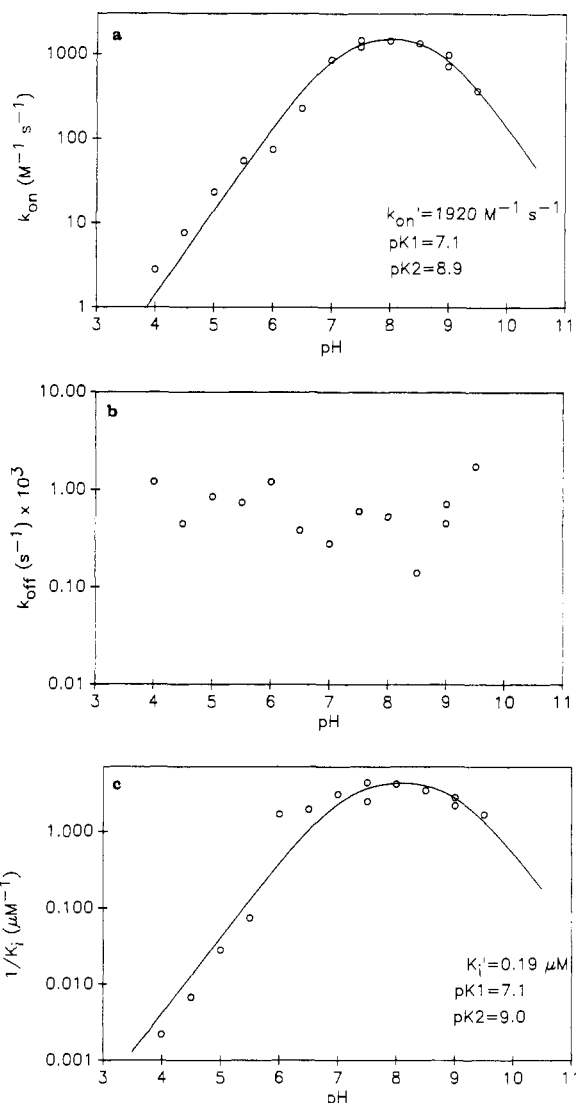 a
1000
100
10
1
k_on (M⁻¹ s⁻¹)
k_on'=1920 M⁻¹ s⁻¹
pK1=7.1
pK2=8.9
3 4 5 6 7 8 9 10 11
pH
b
10.00
1.00
0.10
0.01
k_off (s⁻¹) x 10³
3 4 5 6 7 8 9 10 11
pH
c
1.000
0.100
0.010
0.001
1/K_i (μM⁻¹)
K_i'=0.19 μM
pK1=7.1
pK2=9.0
3 4 5 6 7 8 9 10 11
pH